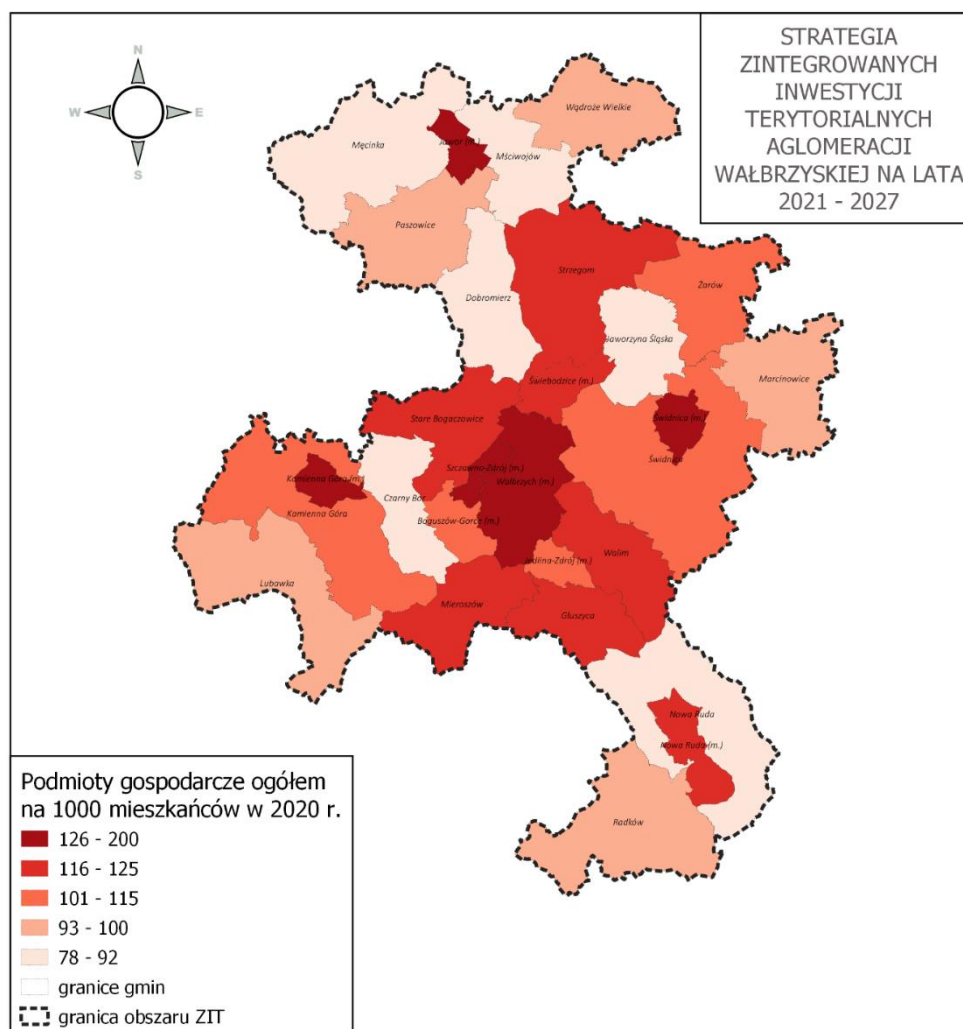 STRATEGIA
ZINTEGROWANYCH
INWESTYCJI
TERYTORIALNYCH
AGLOMERACJI
WAŁBRZYSKIEJ NA LATA
2021 - 2027
N
W
E
S
Wądroże Wielkie
Męcinka
Jawor (m.)
Mściwojów
Paszowice
Strzegom
Żarów
Dobromierz
Jaworzyna Śląska
Marcinowice
Świebodzice (m.)
Stare Bogaczowice
Świdnica (m.)
Świdnica
Szczawno-Zdrój (m.)
Wałbrzych (m.)
Kamienna Góra (m.)
Czarny Bór
Kamienna Góra
Boguszów-Gorce (m.)
Walim
Jedlina-Zdrój (m.)
Lubawka
Mieroszów
Głuszyca
Nowa Ruda
Nowa Ruda (m.)
Radków
Podmioty gospodarcze ogółem
na 1000 mieszkańców w 2020 r.
126 - 200
116 - 125
101 - 115
93 - 100
78 - 92
granice gmin
granica obszaru ZIT